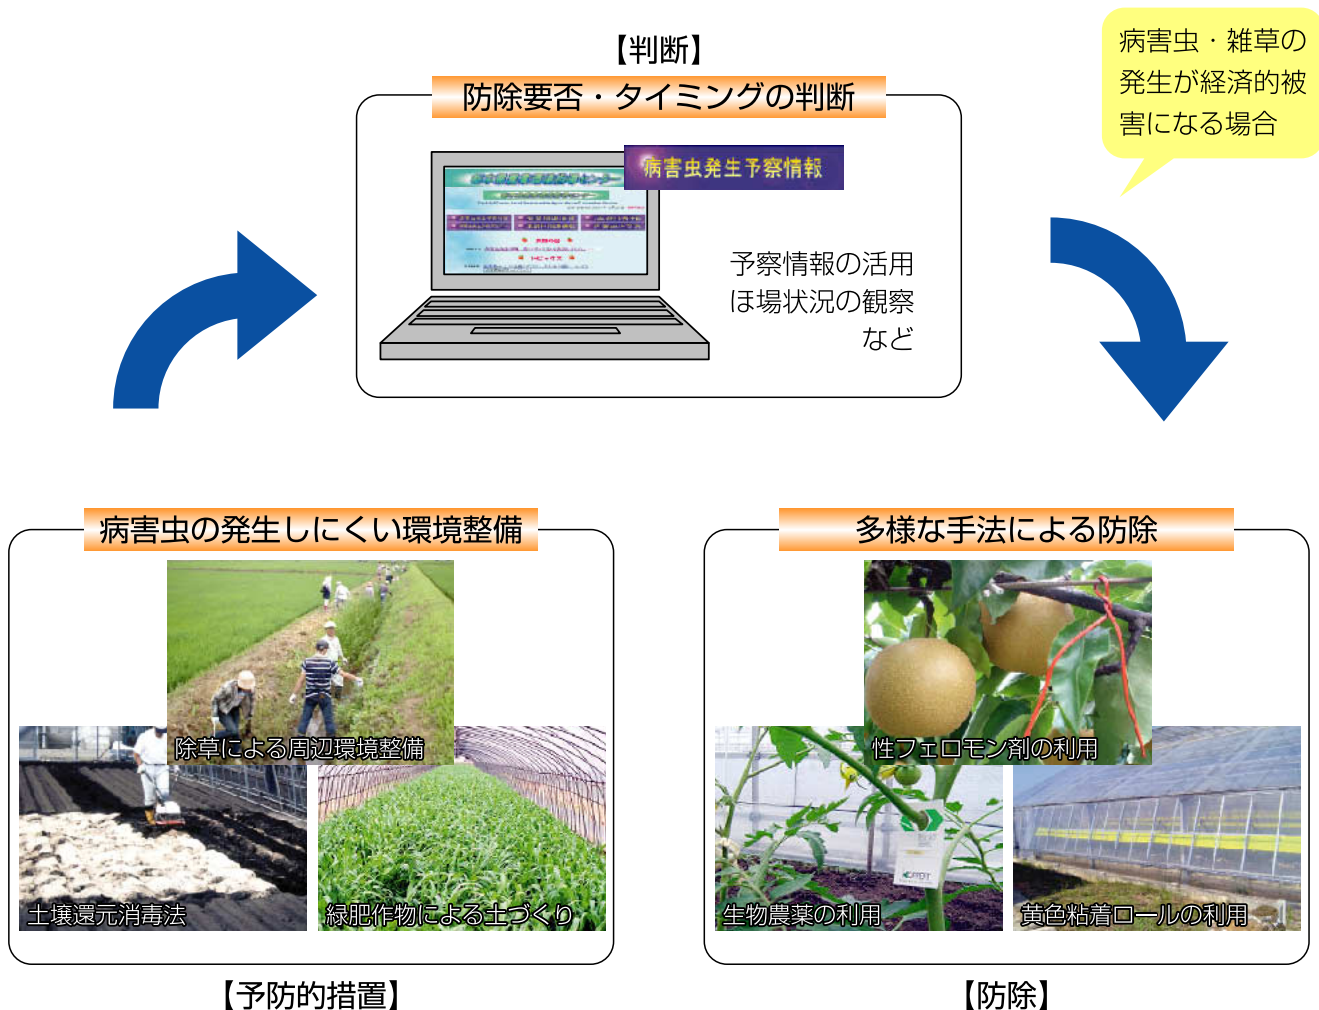 【判断】
防除要否・タイミングの判断
病害虫発生予察情報
予察情報の活用
ほ場状況の観察
など
病害虫・雑草の
発生が経済的被
害になる場合
病害虫の発生しにくい環境整備
除草による周辺環境整備
土壌還元消毒法
緑肥作物による土づくり
【予防的措置】
多様な手法による防除
性フェロモン剤の利用
生物農薬の利用
黄色粘着ロールの利用
【防除】